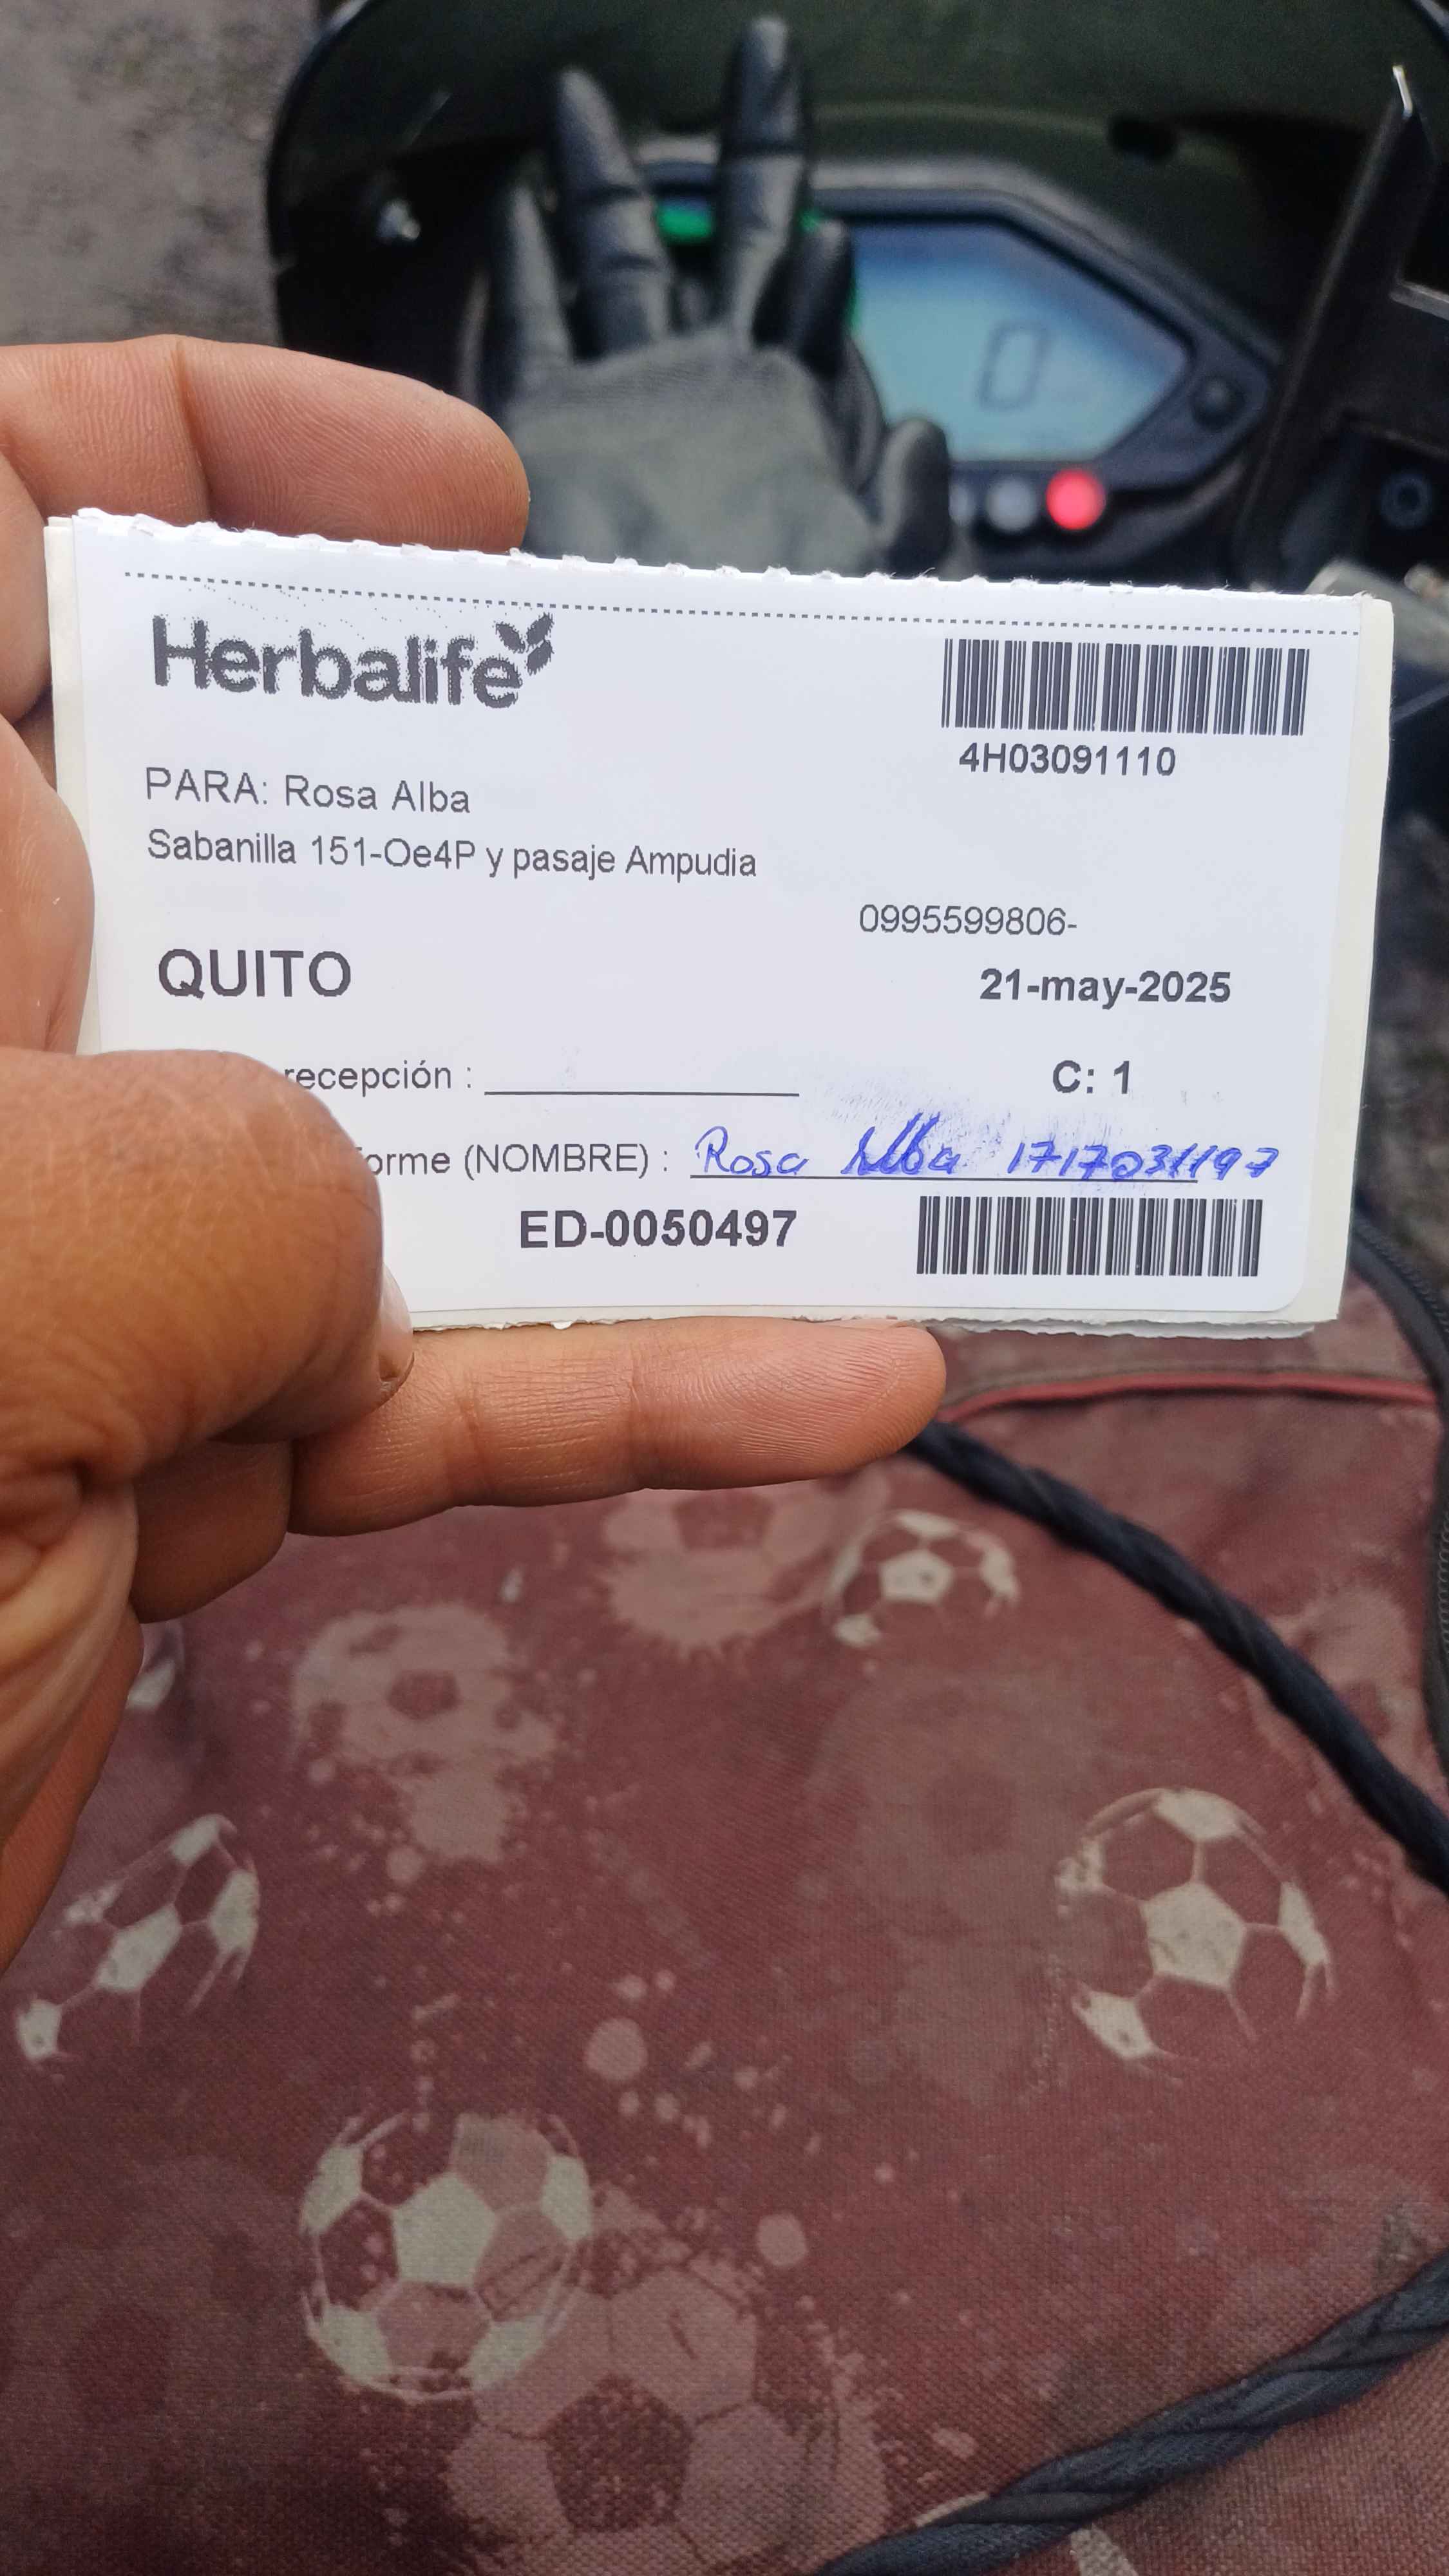 Herbalife
4H03091110
PARA: Rosa Alba
Sabanilla 151-Oe4P y pasaje Ampudia
0995599806-
QUITO
21-may-2025
recepción :
C: 1
orme (NOMBRE) : Rosa Alba 1717031197
ED-0050497
0